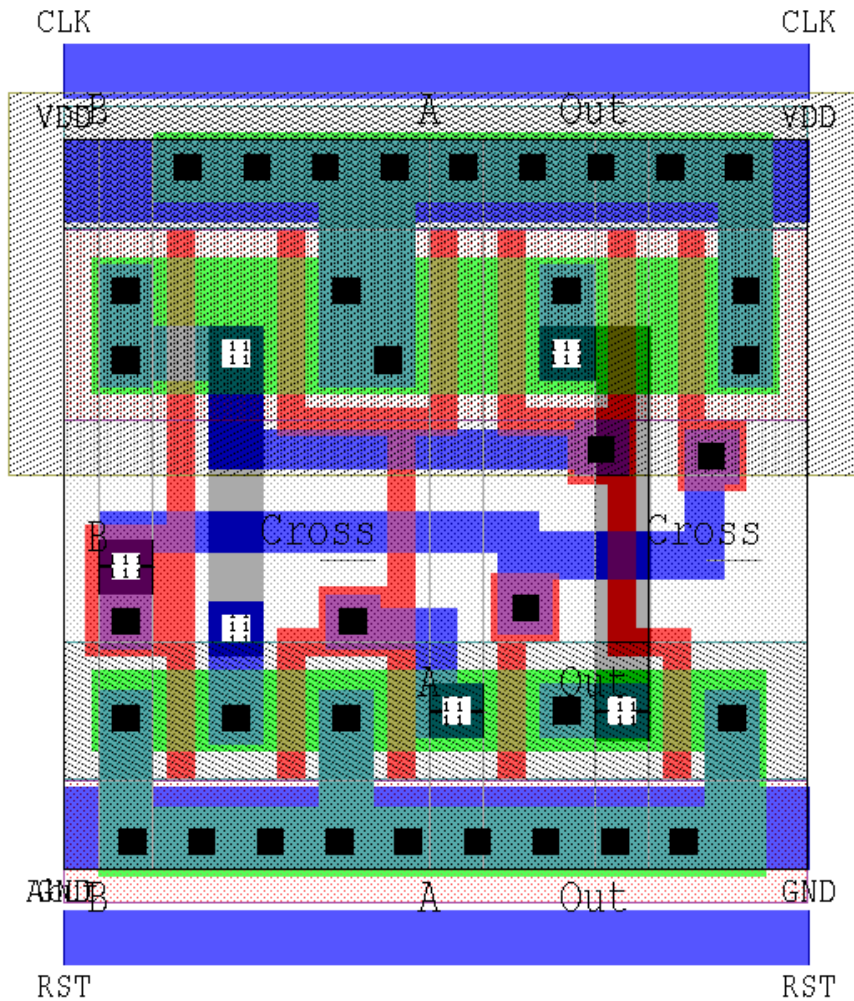 CLK CLK
VDD B A Out VDD
B Cross Cross
A Out
GND B A Out GND
RST RST